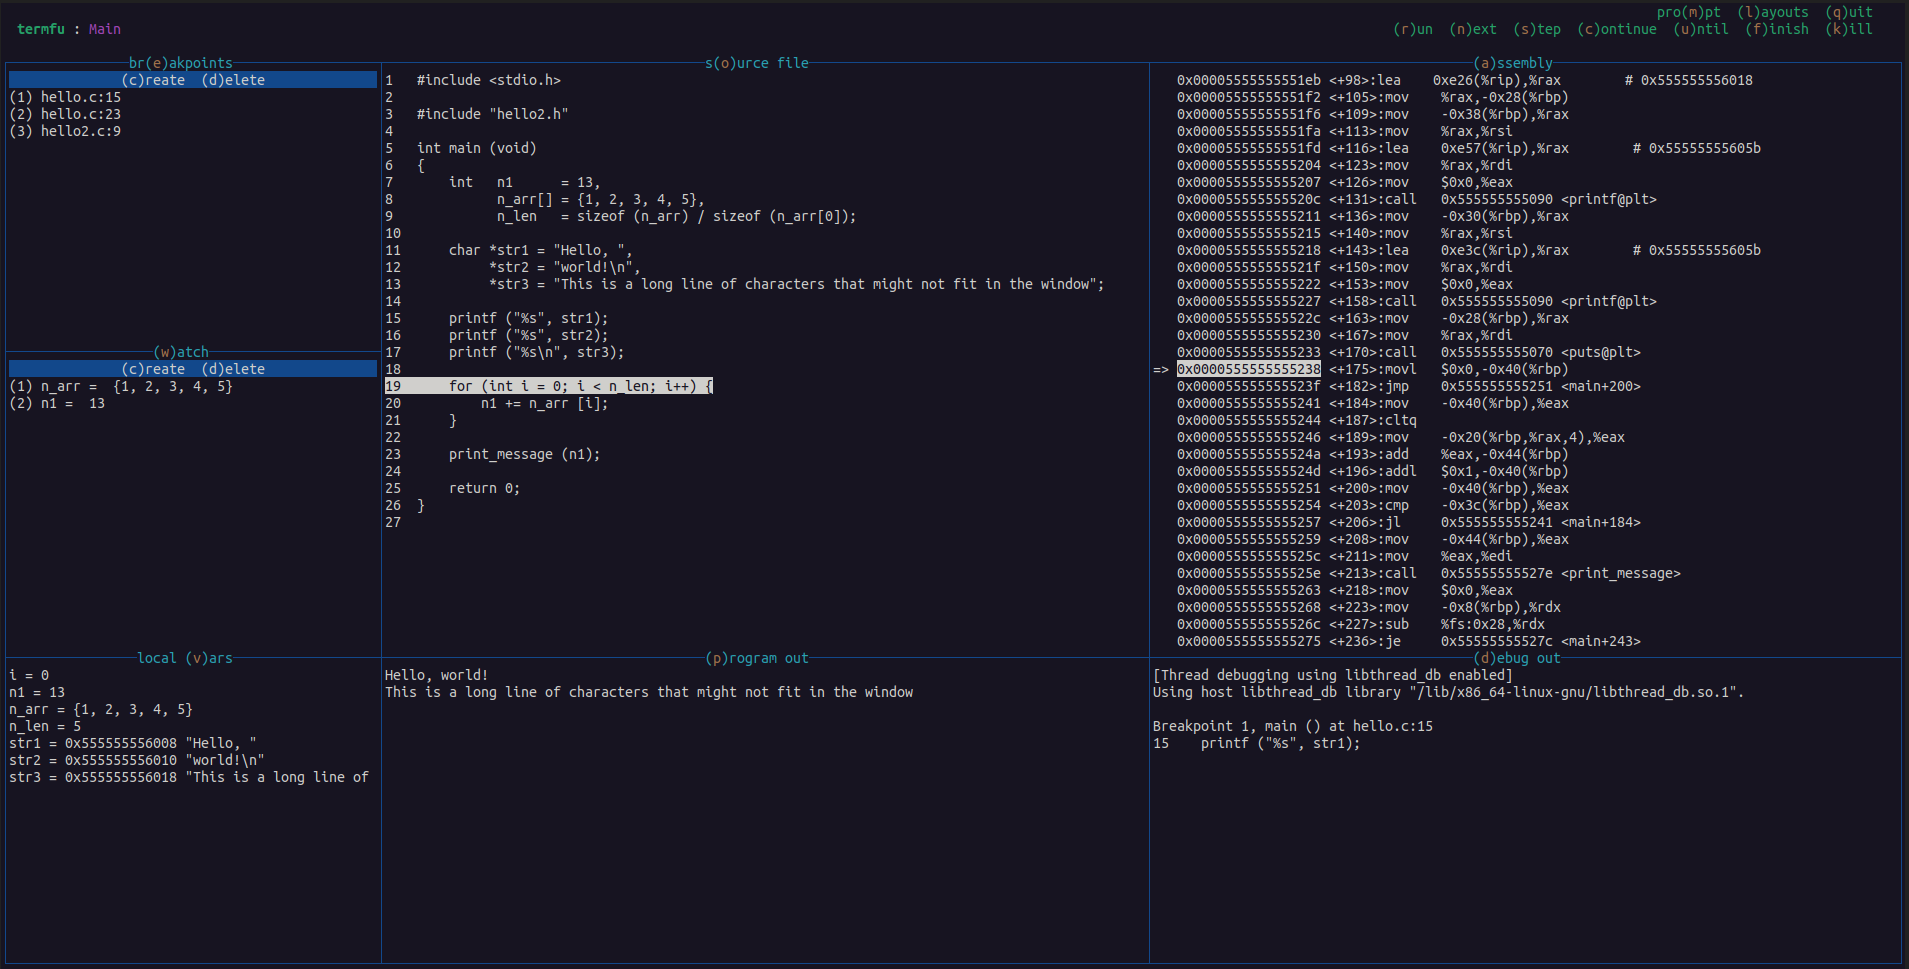 pro(m)pt  (l)ayouts  (q)uit
termfu : Main
(r)un  (n)ext  (s)tep  (c)ontinue  (u)ntil  (f)inish  (k)ill
br(e)akpoints
(c)reate  (d)elete
(1) hello.c:15
(2) hello.c:23
(3) hello2.c:9
(w)atch
(c)reate  (d)elete
(1) n_arr =  {1, 2, 3, 4, 5}
(2) n1 =  13
local (v)ars
i = 0
n1 = 13
n_arr = {1, 2, 3, 4, 5}
n_len = 5
str1 = 0x555555556008 "Hello, "
str2 = 0x555555556010 "world!\n"
str3 = 0x555555556018 "This is a long line of
s(o)urce file
1   #include <stdio.h>
2
3   #include "hello2.h"
4
5   int main (void)
6   {
7       int   n1      = 13,
8             n_arr[] = {1, 2, 3, 4, 5},
9             n_len   = sizeof (n_arr) / sizeof (n_arr[0]);
10
11      char *str1 = "Hello, ",
12           *str2 = "world!\n",
13           *str3 = "This is a long line of characters that might not fit in the window";
14
15      printf ("%s", str1);
16      printf ("%s", str2);
17      printf ("%s\n", str3);
18
19      for (int i = 0; i < n_len; i++) {
20          n1 += n_arr [i];
21      }
22
23      print_message (n1);
24
25      return 0;
26  }
27
(p)rogram out
Hello, world!
This is a long line of characters that might not fit in the window
(a)ssembly
0x00005555555551eb <+98>:lea    0xe26(%rip),%rax        # 0x555555556018
0x00005555555551f2 <+105>:mov    %rax,-0x28(%rbp)
0x00005555555551f6 <+109>:mov    -0x38(%rbp),%rax
0x00005555555551fa <+113>:mov    %rax,%rsi
0x00005555555551fd <+116>:lea    0xe57(%rip),%rax        # 0x55555555605b
0x0000555555555204 <+123>:mov    %rax,%rdi
0x0000555555555207 <+126>:mov    $0x0,%eax
0x000055555555520c <+131>:call   0x555555555090 <printf@plt>
0x0000555555555211 <+136>:mov    -0x30(%rbp),%rax
0x0000555555555215 <+140>:mov    %rax,%rsi
0x0000555555555218 <+143>:lea    0xe3c(%rip),%rax        # 0x55555555605b
0x000055555555521f <+150>:mov    %rax,%rdi
0x0000555555555222 <+153>:mov    $0x0,%eax
0x0000555555555227 <+158>:call   0x555555555090 <printf@plt>
0x000055555555522c <+163>:mov    -0x28(%rbp),%rax
0x0000555555555230 <+167>:mov    %rax,%rdi
0x0000555555555233 <+170>:call   0x555555555070 <puts@plt>
=> 0x0000555555555238 <+175>:movl   $0x0,-0x40(%rbp)
0x000055555555523f <+182>:jmp    0x555555555251 <main+200>
0x0000555555555241 <+184>:mov    -0x40(%rbp),%eax
0x0000555555555244 <+187>:cltq
0x0000555555555246 <+189>:mov    -0x20(%rbp,%rax,4),%eax
0x000055555555524a <+193>:add    %eax,-0x44(%rbp)
0x000055555555524d <+196>:addl   $0x1,-0x40(%rbp)
0x0000555555555251 <+200>:mov    -0x40(%rbp),%eax
0x0000555555555254 <+203>:cmp    -0x3c(%rbp),%eax
0x0000555555555257 <+206>:jl     0x555555555241 <main+184>
0x0000555555555259 <+208>:mov    -0x44(%rbp),%eax
0x000055555555525c <+211>:mov    %eax,%edi
0x000055555555525e <+213>:call   0x55555555527e <print_message>
0x0000555555555263 <+218>:mov    $0x0,%eax
0x0000555555555268 <+223>:mov    -0x8(%rbp),%rdx
0x000055555555526c <+227>:sub    %fs:0x28,%rdx
0x0000555555555275 <+236>:je     0x55555555527c <main+243>
(d)ebug out
[Thread debugging using libthread_db enabled]
Using host libthread_db library "/lib/x86_64-linux-gnu/libthread_db.so.1".
Breakpoint 1, main () at hello.c:15
15    printf ("%s", str1);